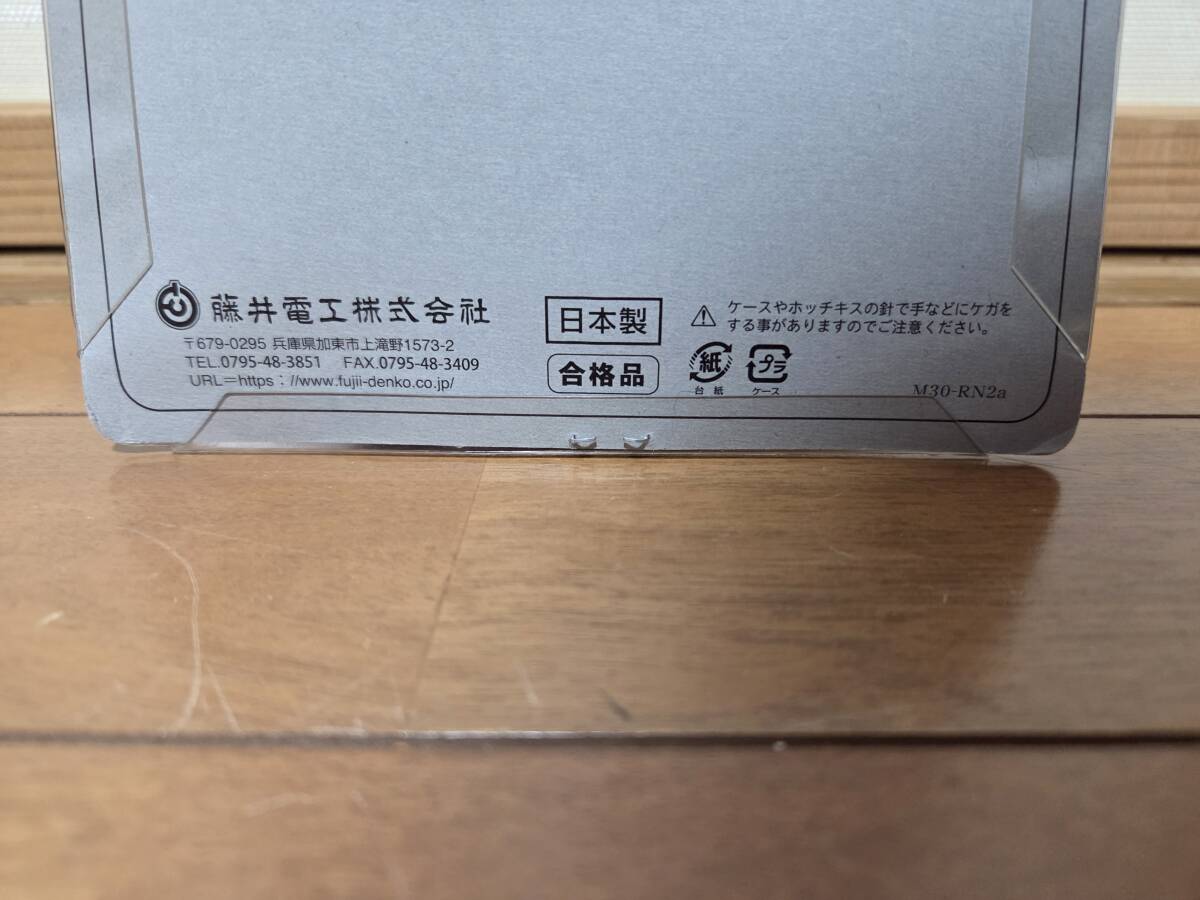 藤井電工株式会社
〒679-0295 兵庫県加東市上滝野1573-2
TEL.0795-48-3851 FAX.0795-48-3409
URL=https://www.fujii-denko.co.jp/
日本製
合格品
ケースやホッチキスの針で手などにケガを
する事がありますのでご注意ください。
紙
台紙
プラ
ケース
M30-RN2a